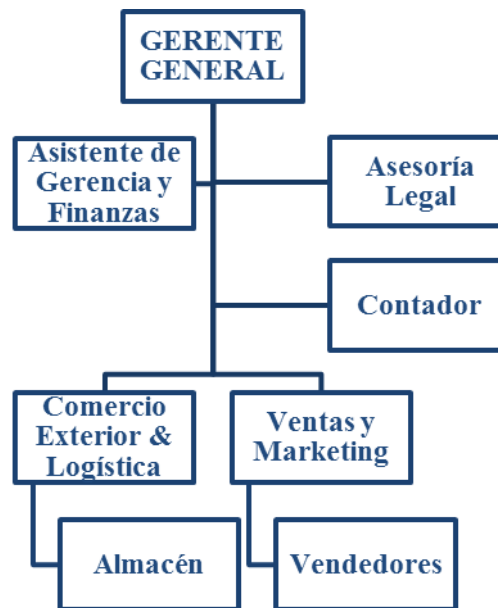 GERENTE
GENERAL
Asistente de
Gerencia y
Finanzas
Asesoría
Legal
Contador
Comercio
Exterior &
Logística
Ventas y
Marketing
Almacén
Vendedores